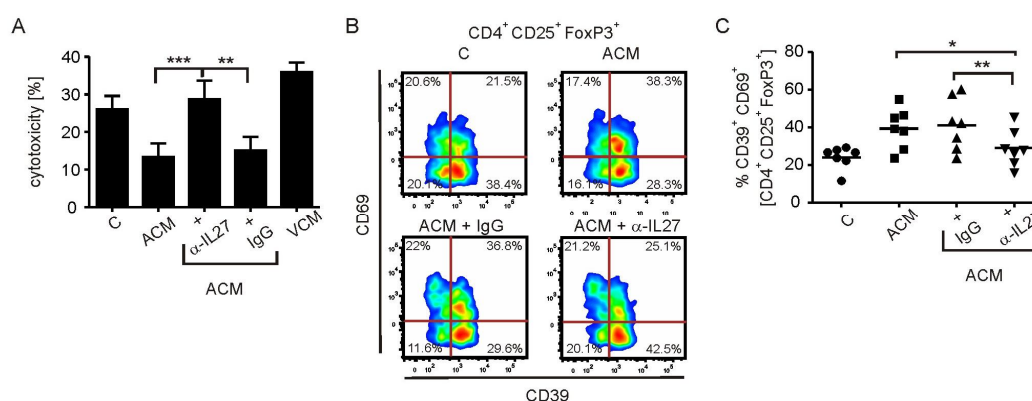 A
cytotoxicity [%]
40
30
20
10
0
*** **
C
ACM
+ α-IL27
+ IgG
VCM
ACM
B
CD4+ CD25+ FoxP3+
C ACM
20.6% 21.5%
20.1% 38.4%
17.4% 38.3%
16.1% 28.3%
ACM + IgG ACM + α-IL27
22% 36.8%
11.6% 29.6%
21.2% 25.1%
20.1% 42.5%
CD69
CD39
C
% CD39+ CD69+
[CD4+ CD25+ FoxP3+]
80
60
40
20
0
*
**
C
ACM
+ IgG
+
ACM